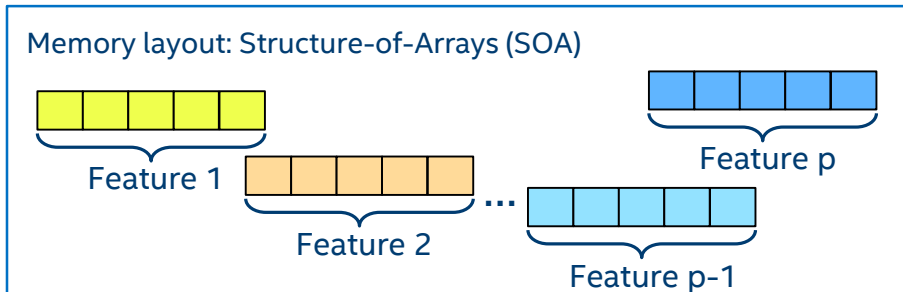 Memory layout: Structure-of-Arrays (SOA)
Feature 1
Feature 2
...
Feature p-1
Feature p